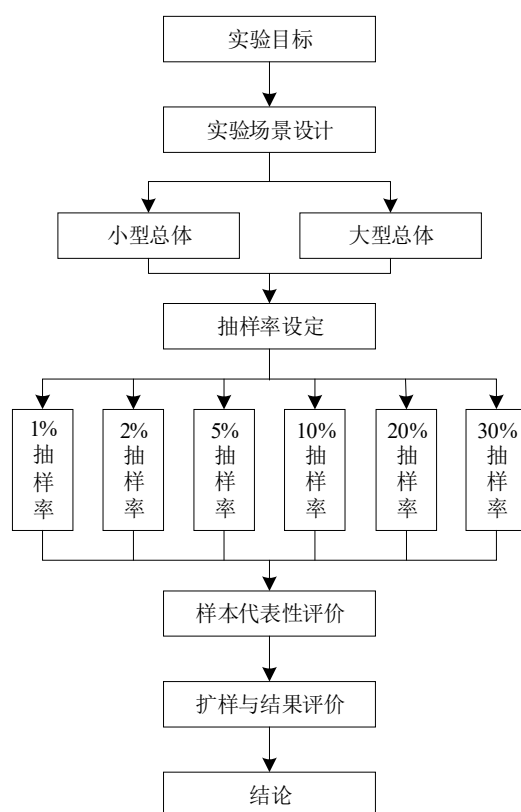 实验目标
实验场景设计
小型总体
大型总体
抽样率设定
1%
抽
样
率
2%
抽
样
率
5%
抽
样
率
10%
抽
样
率
20%
抽
样
率
30%
抽
样
率
样本代表性评价
扩样与结果评价
结论